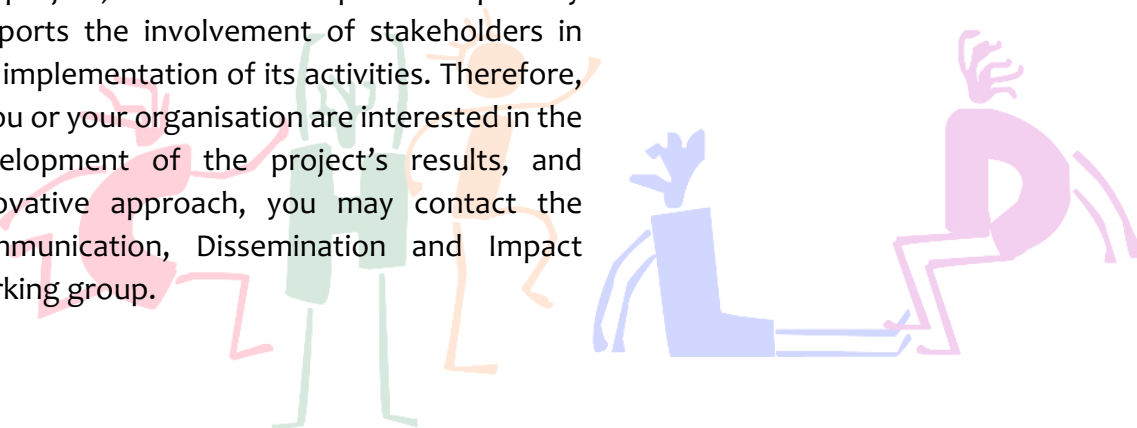 ports the involvement of stakeholders in
implementation of its activities. Therefore,
ou or your organisation are interested in the
elopment of the project's results, and
ovative approach, you may contact the
mmunication, Dissemination and Impact
rking group.
C H I L D